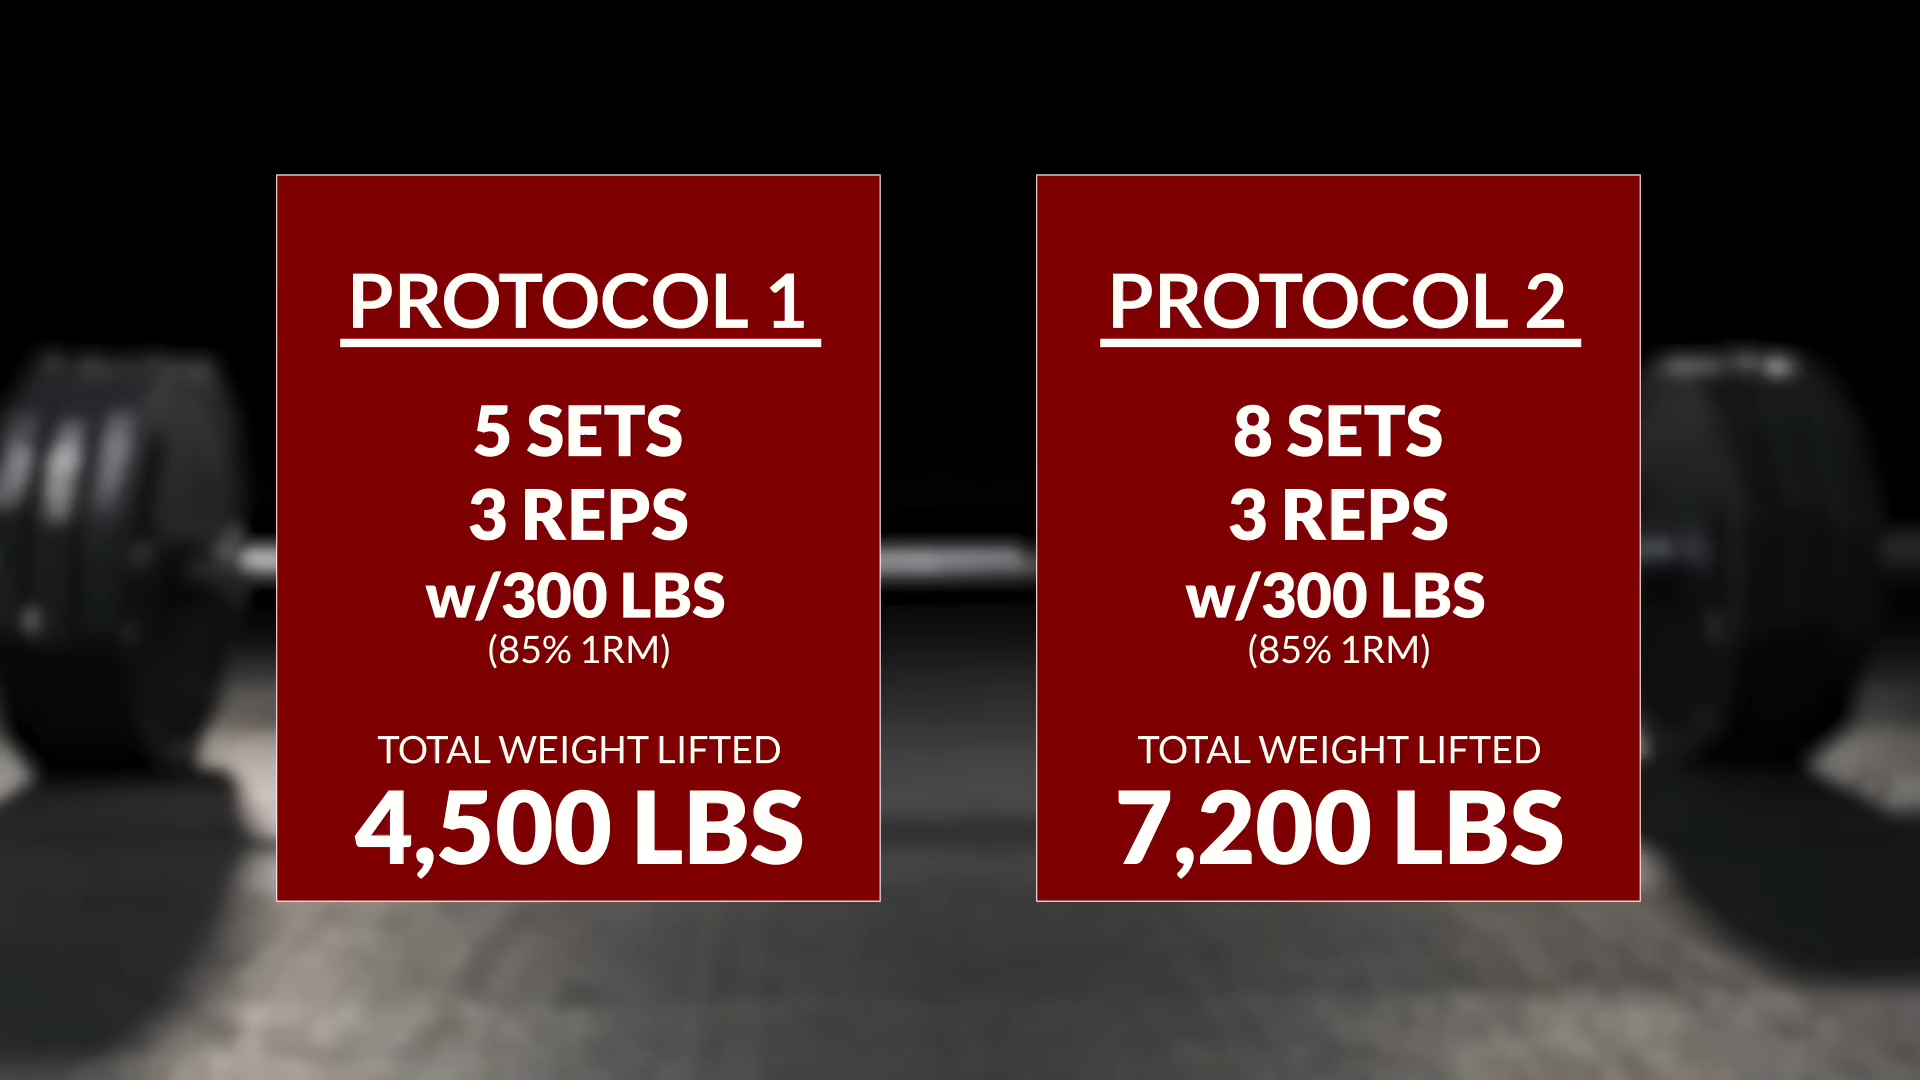 PROTOCOL 1
5 SETS
3 REPS
w/300 LBS
(85% 1RM)
TOTAL WEIGHT LIFTED
4,500 LBS
PROTOCOL 2
8 SETS
3 REPS
w/300 LBS
(85% 1RM)
TOTAL WEIGHT LIFTED
7,200 LBS